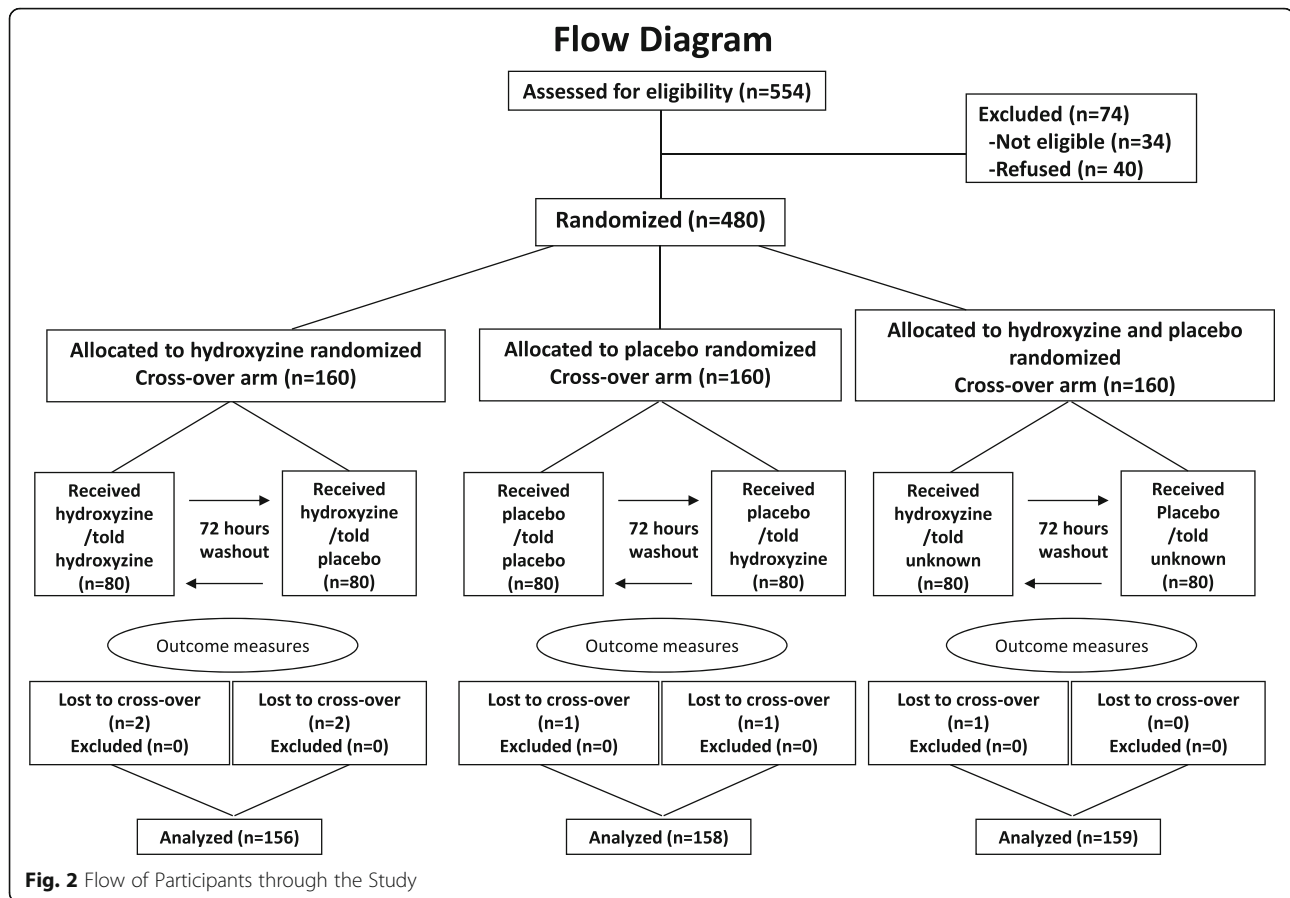 Flow Diagram
Assessed for eligibility (n=554)
Excluded (n=74)
-Not eligible (n=34)
-Refused (n= 40)
Randomized (n=480)
Allocated to hydroxyzine randomized
Cross-over arm (n=160)
Allocated to placebo randomized
Cross-over arm (n=160)
Allocated to hydroxyzine and placebo
randomized
Cross-over arm (n=160)
Received
hydroxyzine
/told
hydroxyzine
(n=80)
72 hours
washout
Received
hydroxyzine
/told
placebo
(n=80)
Received
placebo
/told
placebo
(n=80)
72 hours
washout
Received
placebo
/told
hydroxyzine
(n=80)
Received
hydroxyzine
/told
unknown
(n=80)
72 hours
washout
Received
Placebo
/told
unknown
(n=80)
Outcome measures
Outcome measures
Outcome measures
Lost to cross-over
(n=2)
Excluded (n=0)
Lost to cross-over
(n=2)
Excluded (n=0)
Lost to cross-over
(n=1)
Excluded (n=0)
Lost to cross-over
(n=1)
Excluded (n=0)
Lost to cross-over
(n=1)
Excluded (n=0)
Lost to cross-over
(n=0)
Excluded (n=0)
Analyzed (n=156)
Analyzed (n=158)
Analyzed (n=159)
Fig. 2 Flow of Participants through the Study